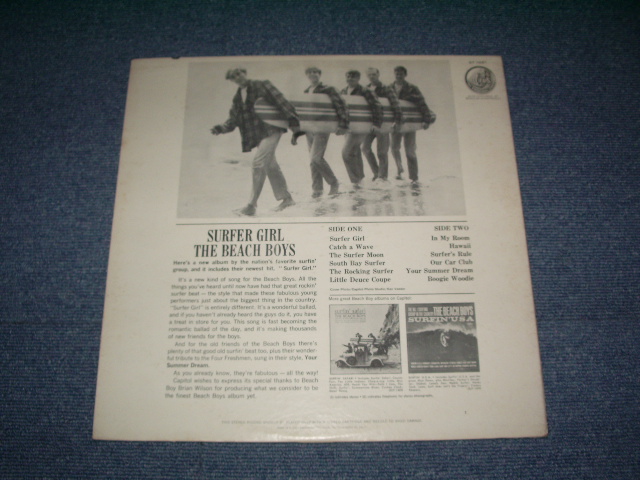 SURFER GIRL
THE BEACH BOYS
Here's a new album by the nation's favorite surfin'
group, and it includes their newest hit, "Surfer Girl."
It's a new kind of song for the Beach Boys. All the
things you've heard until now have had that great rockin'
surfer beat — the style that made these fabulous young
performers just about the biggest thing in the country.
"Surfer Girl" is entirely different. It's a wonderful ballad,
and if you haven't already heard the guys do it, you have
a treat in store for you. This song is fast becoming the
romantic ballad of the day, and it's making thousands
of new friends for the boys.
And for the old friends of the Beach Boys there's
plenty of that good old surfin' beat too, plus their wonder-
ful tribute to the Four Freshmen, sung in their style, Your
Summer Dream.
As you already know, they're fabulous — all the way!
Capitol wishes to express its special thanks to Beach
Boy Brian Wilson for producing what we consider to be
the finest Beach Boys album yet.
SIDE ONE
Surfer Girl
Catch a Wave
The Surfer Moon
South Bay Surfer
The Rocking Surfer
Little Deuce Coupe
SIDE TWO
In My Room
Hawaii
Surfer's Rule
Our Car Club
Your Summer Dream
Boogie Woodie
More great Beach Boy albums on Capitol:
THE BEACH BOYS
SURFIN' USA